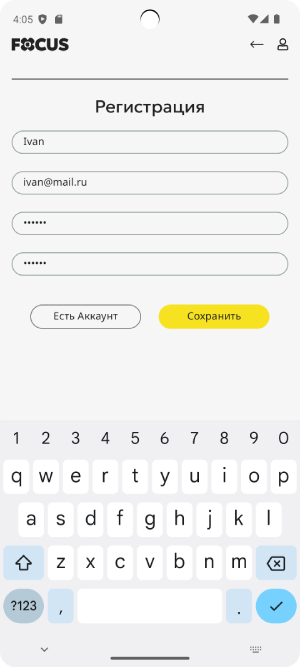 4:05
FOCUS
Регистрация
Ivan
ivan@mail.ru
••••••
••••••
Есть Аккаунт
Сохранить
1 2 3 4 5 6 7 8 9 0
q w e r t y u i o p
a s d f g h j k l
z x c v b n m
?123 , .